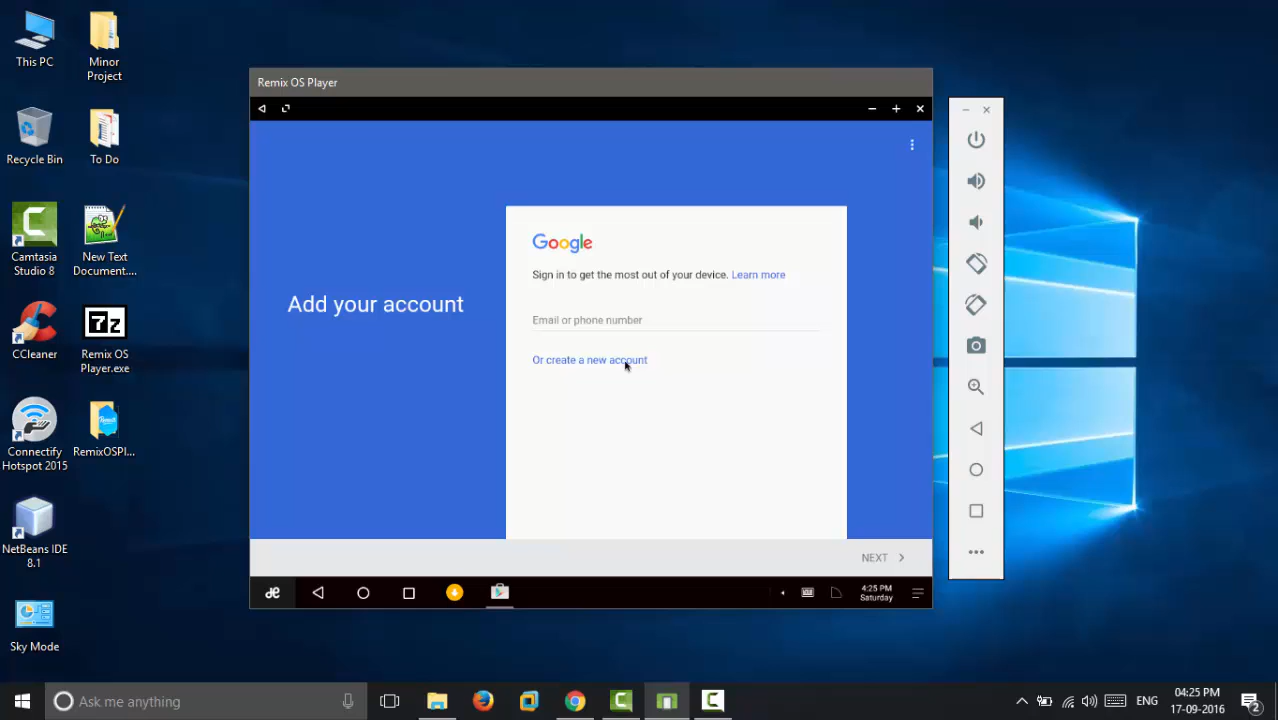 This PC
Minor
Project
Recycle Bin
To Do
Camtasia
Studio 8
New Text
Document....
CCleaner
7z
Remix OS
Player.exe
Connectify
Hotspot 2015
RemixOSPl...
NetBeans IDE
8.1
Sky Mode
Remix OS Player
Add your account
Google
Sign in to get the most out of your device. Learn more
Email or phone number
Or create a new account
NEXT
4:25 PM
Saturday
Ask me anything
ENG
04:25 PM
17-09-2016
2